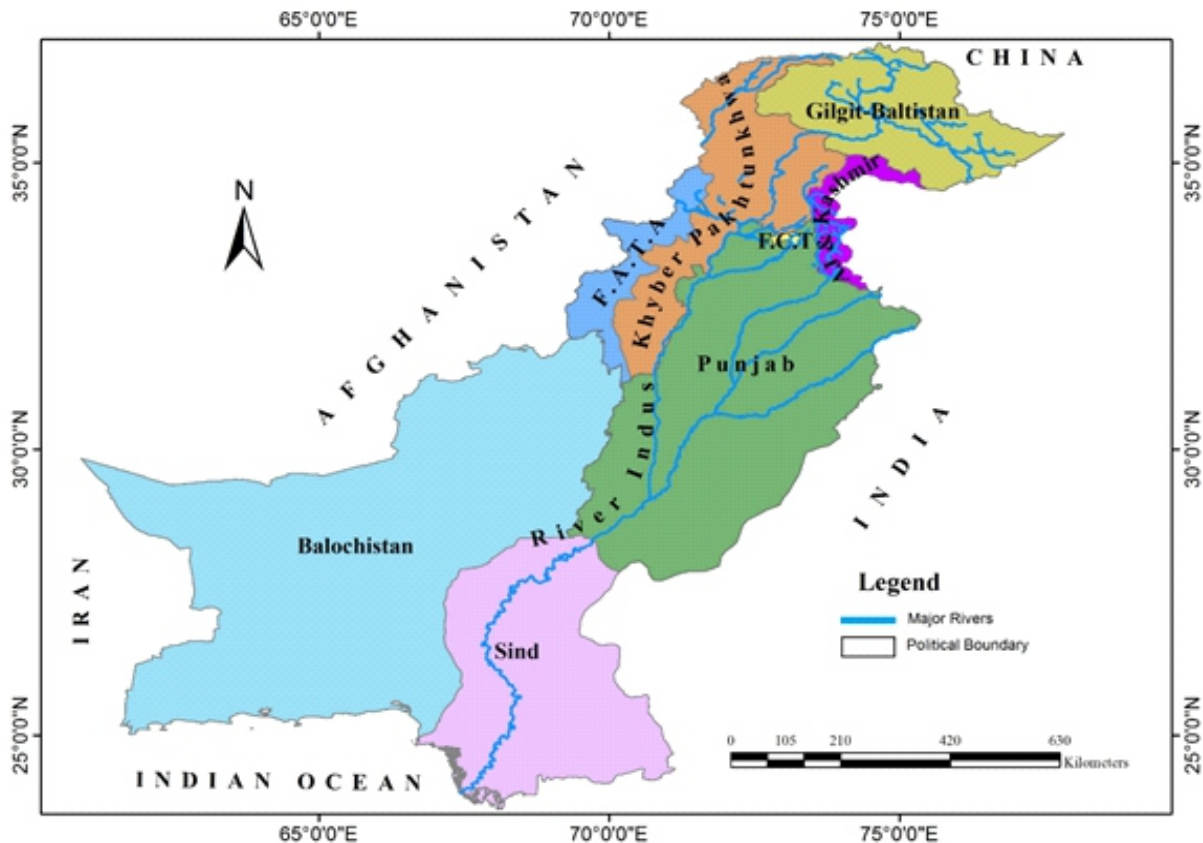 65°0'0"E 70°0'0"E 75°0'0"E
CHINA
Gilgit-Baltistan
35°0'0"N 35°0'0"N
N
Kashmir
Khyber Pakhtunkhwa
F.A.T.A
F.C.T
AFGHANISTAN
Punjab
30°0'0"N 30°0'0"N
River Indus
INDIA
Balochistan
IRAN
Legend
Major Rivers
Political Boundary
Sind
25°0'0"N 25°0'0"N
0 105 210 420 630
Kilometers
INDIAN OCEAN
65°0'0"E 70°0'0"E 75°0'0"E